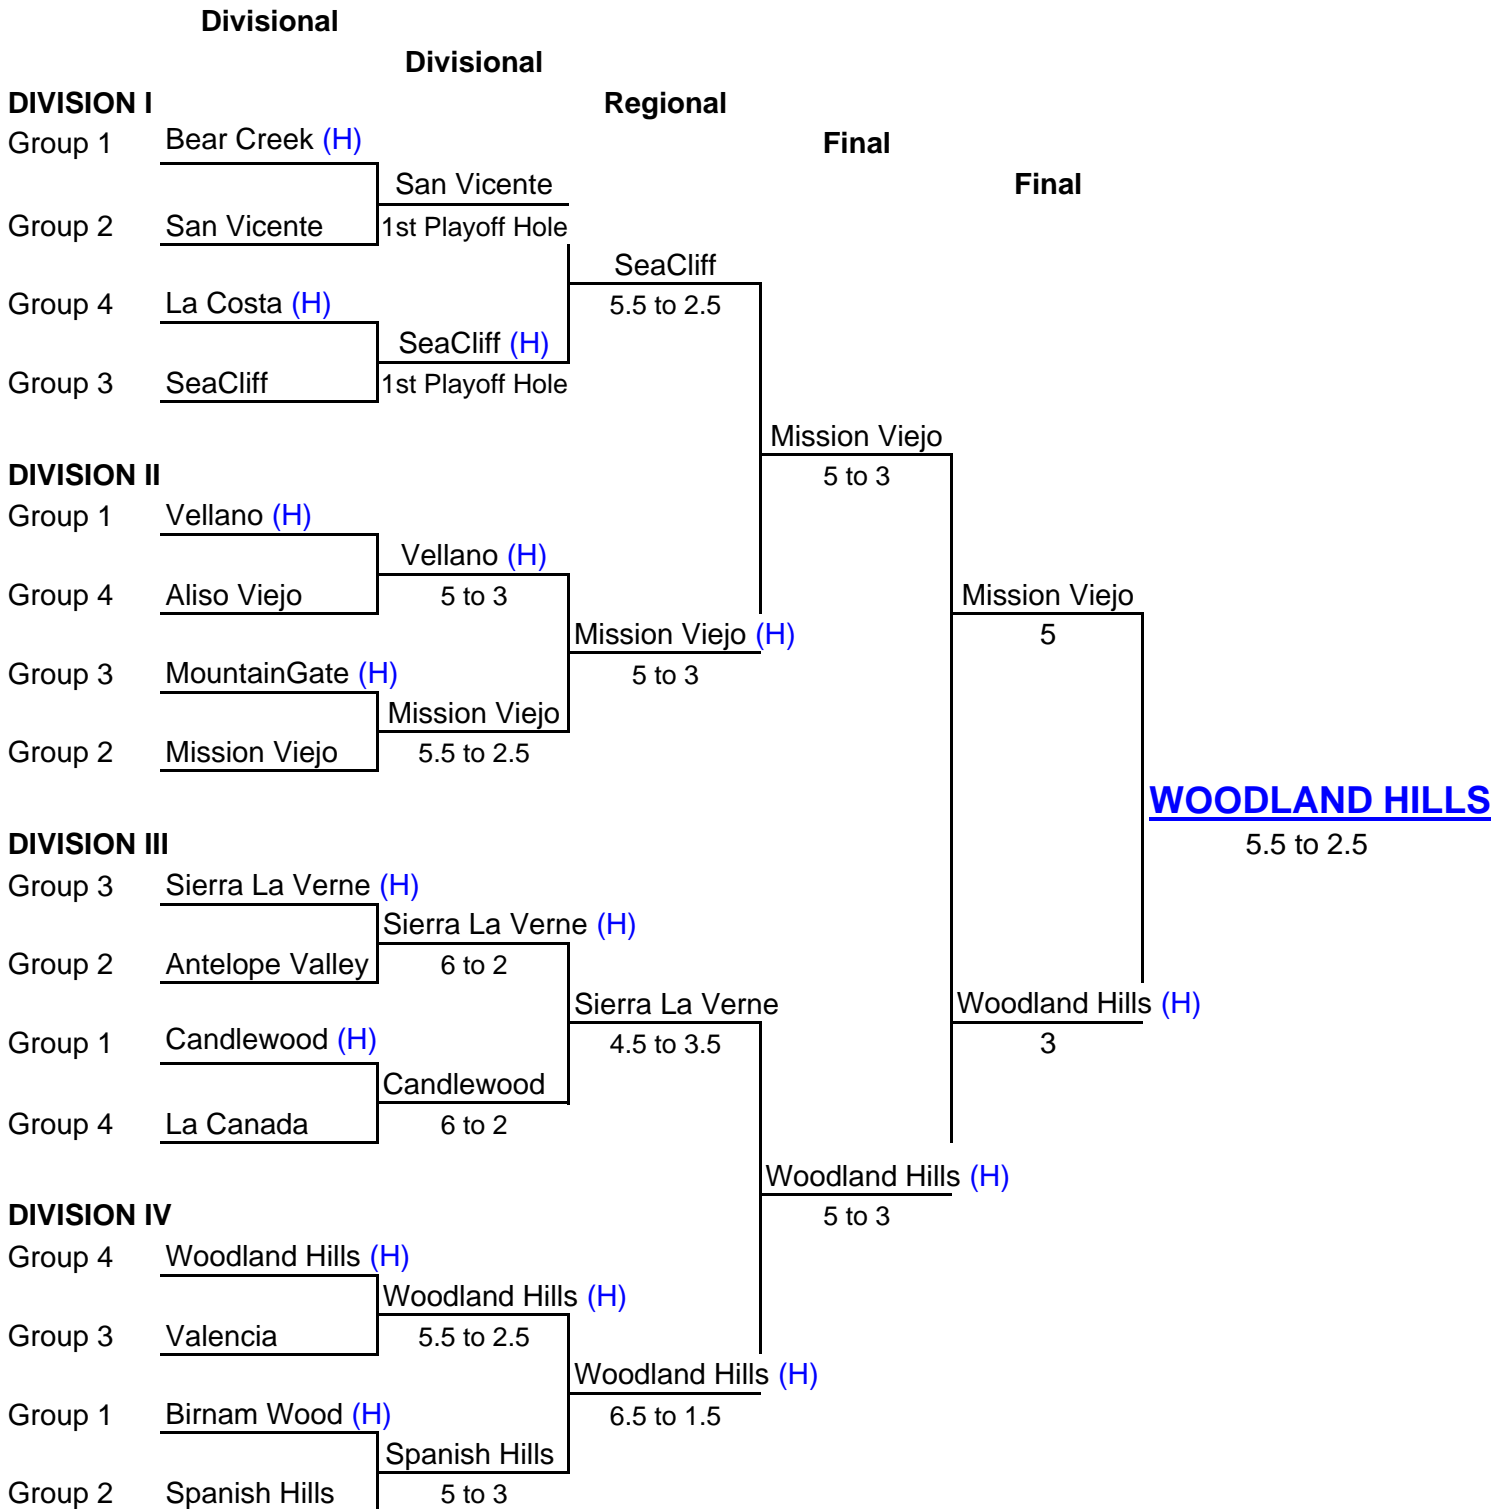 Divisional
Divisional
DIVISION I
Regional
Group 1 Bear Creek (H)
Final
San Vicente
Final
Group 2 San Vicente 1st Playoff Hole
SeaCliff
Group 4 La Costa (H) 5.5 to 2.5
SeaCliff (H)
Group 3 SeaCliff 1st Playoff Hole
Mission Viejo
DIVISION II 5 to 3
Group 1 Vellano (H)
Vellano (H)
Group 4 Aliso Viejo 5 to 3 Mission Viejo
Mission Viejo (H) 5
Group 3 MountainGate (H) 5 to 3
Mission Viejo
Group 2 Mission Viejo 5.5 to 2.5
WOODLAND HILLS
DIVISION III 5.5 to 2.5
Group 3 Sierra La Verne (H)
Sierra La Verne (H)
Group 2 Antelope Valley 6 to 2
Sierra La Verne Woodland Hills (H)
Group 1 Candlewood (H) 4.5 to 3.5 3
Candlewood
Group 4 La Canada 6 to 2
Woodland Hills (H)
DIVISION IV 5 to 3
Group 4 Woodland Hills (H)
Woodland Hills (H)
Group 3 Valencia 5.5 to 2.5
Woodland Hills (H)
Group 1 Birnam Wood (H) 6.5 to 1.5
Spanish Hills
Group 2 Spanish Hills 5 to 3